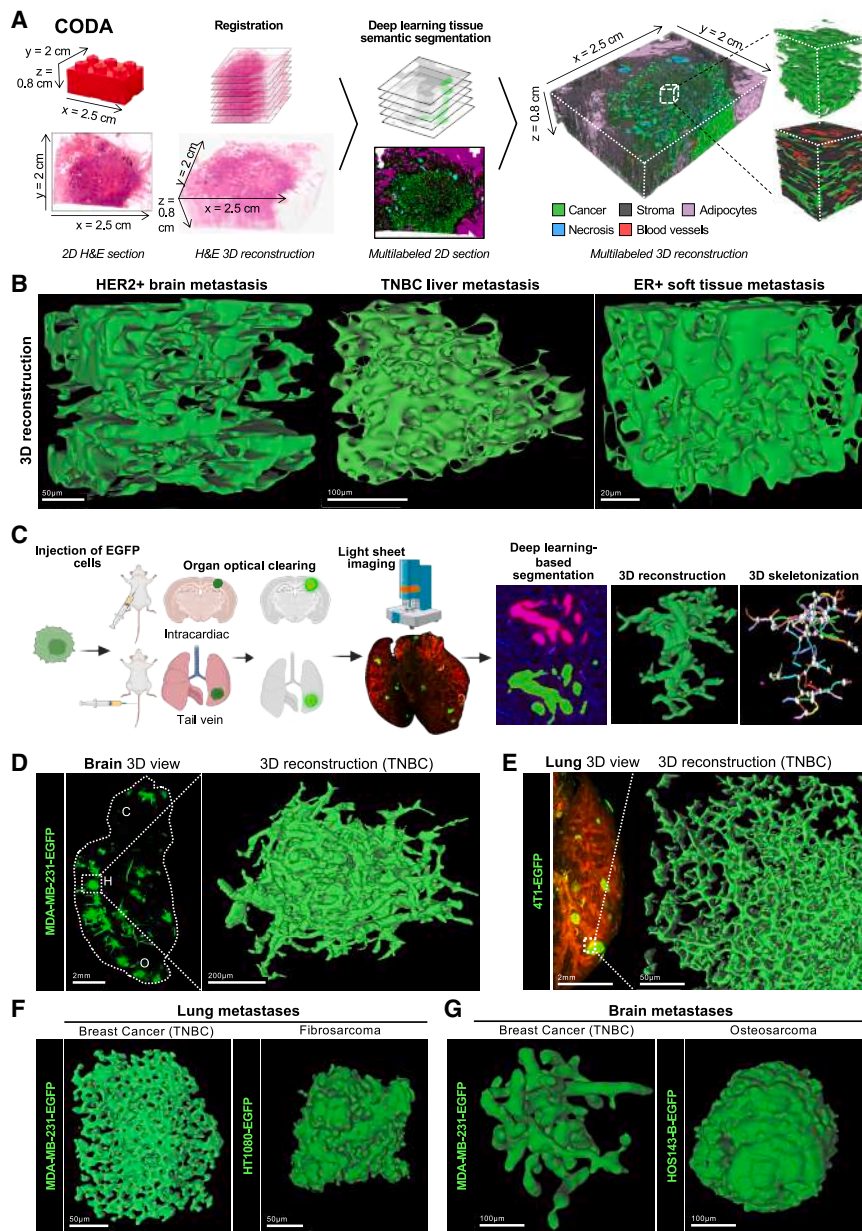 A
CODA
y = 2 cm
z =
0.8 cm
x = 2.5 cm
y = 2 cm
x = 2.5 cm
2D H&E section
Registration
y = 2 cm
z =
0.8
cm
x = 2.5 cm
H&E 3D reconstruction
Deep learning tissue
semantic segmentation
Multilabeled 2D section
x = 2.5 cm
y = 2 cm
z = 0.8 cm
Cancer
Stroma
Adipocytes
Necrosis
Blood vessels
Multilabeled 3D reconstruction
B
HER2+ brain metastasis
TNBC liver metastasis
ER+ soft tissue metastasis
3D reconstruction
50µm
100µm
20µm
C
Injection of EGFP
cells
Organ optical clearing
Intracardiac
Tail vein
Light sheet
imaging
Deep learning-
based
segmentation
3D reconstruction
3D skeletonization
D
Brain 3D view
3D reconstruction (TNBC)
MDA-MB-231-EGFP
C
H
O
2mm
200µm
E
Lung 3D view
3D reconstruction (TNBC)
4T1-EGFP
2mm
50µm
F
Lung metastases
Breast Cancer (TNBC)
Fibrosarcoma
MDA-MB-231-EGFP
50µm
HT1080-EGFP
50µm
G
Brain metastases
Breast Cancer (TNBC)
Osteosarcoma
MDA-MB-231-EGFP
100µm
HOS143-B-EGFP
100µm